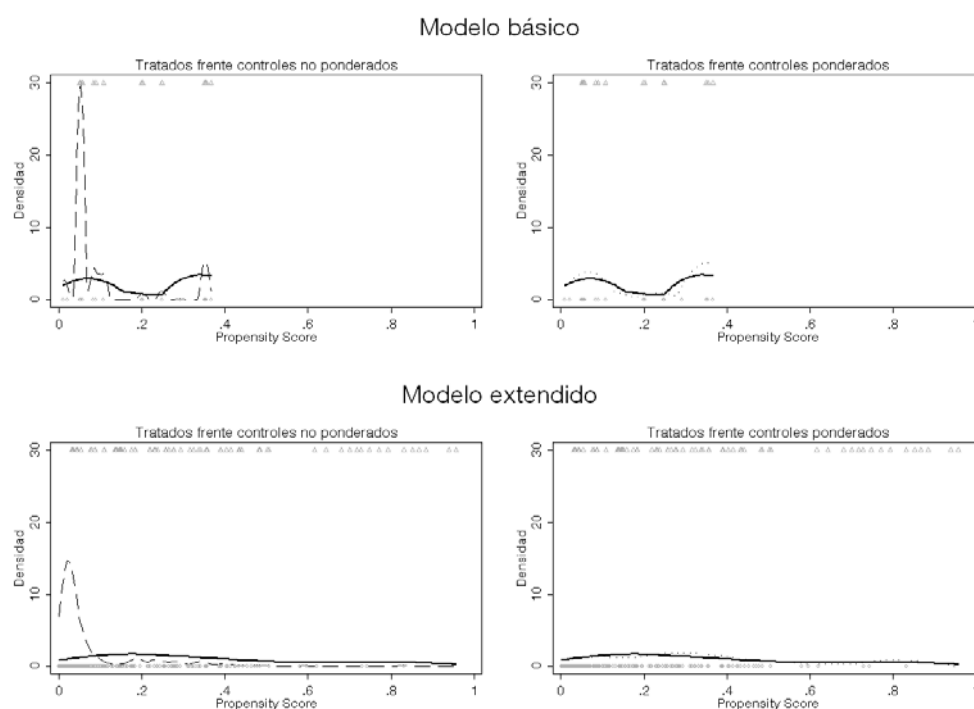 Modelo básico
Tratados frente controles no ponderados
Tratados frente controles ponderados
Densidad
0 10 20 30
0 .2 .4 .6 .8 1
Propensity Score
Densidad
0 10 20 30
0 .2 .4 .6 .8 1
Propensity Score
Modelo extendido
Tratados frente controles no ponderados
Tratados frente controles ponderados
Densidad
0 10 20 30
0 .2 .4 .6 .8 1
Propensity Score
Densidad
0 10 20 30
0 .2 .4 .6 .8
Propensity Score